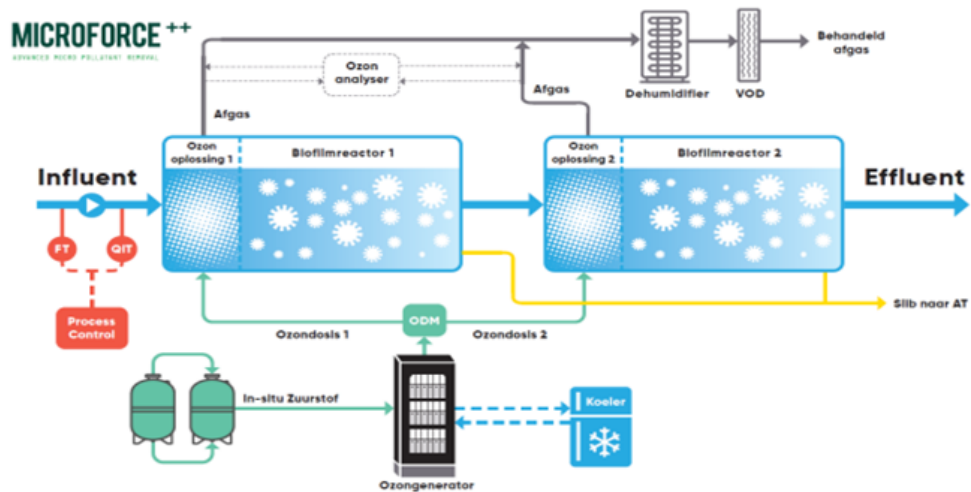 MICROFORCE ++
ADVANCED MICRO POLLUTANT REMOVAL
Ozon
analyser
Afgas
Afgas
Dehumidifier
VOD
Behandeld
afgas
Ozon
oplossing 1
Biofilmreactor 1
Ozon
oplossing 2
Biofilmreactor 2
Influent
Effluent
FT
QIT
Process
Control
Ozondosis 1
ODM
Ozondosis 2
Slib naar AT
In-situ Zuurstof
Koeler
Ozongenerator